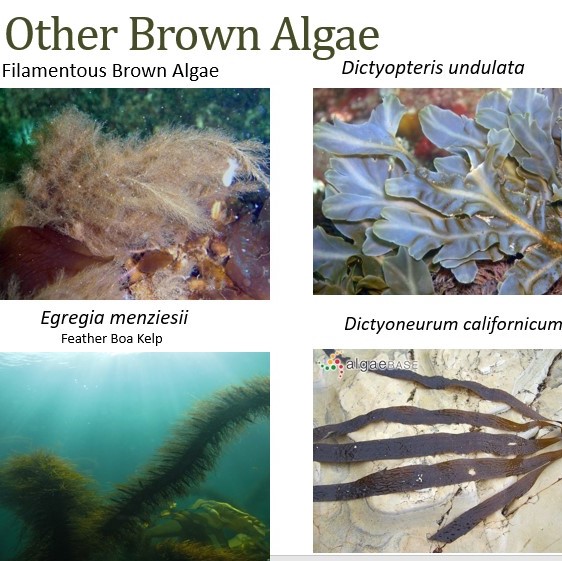 Other Brown Algae
Filamentous Brown Algae
Dictyopteris undulata
Egregia menziesii
Feather Boa Kelp
Dictyoneurum californicum
algaeBASE